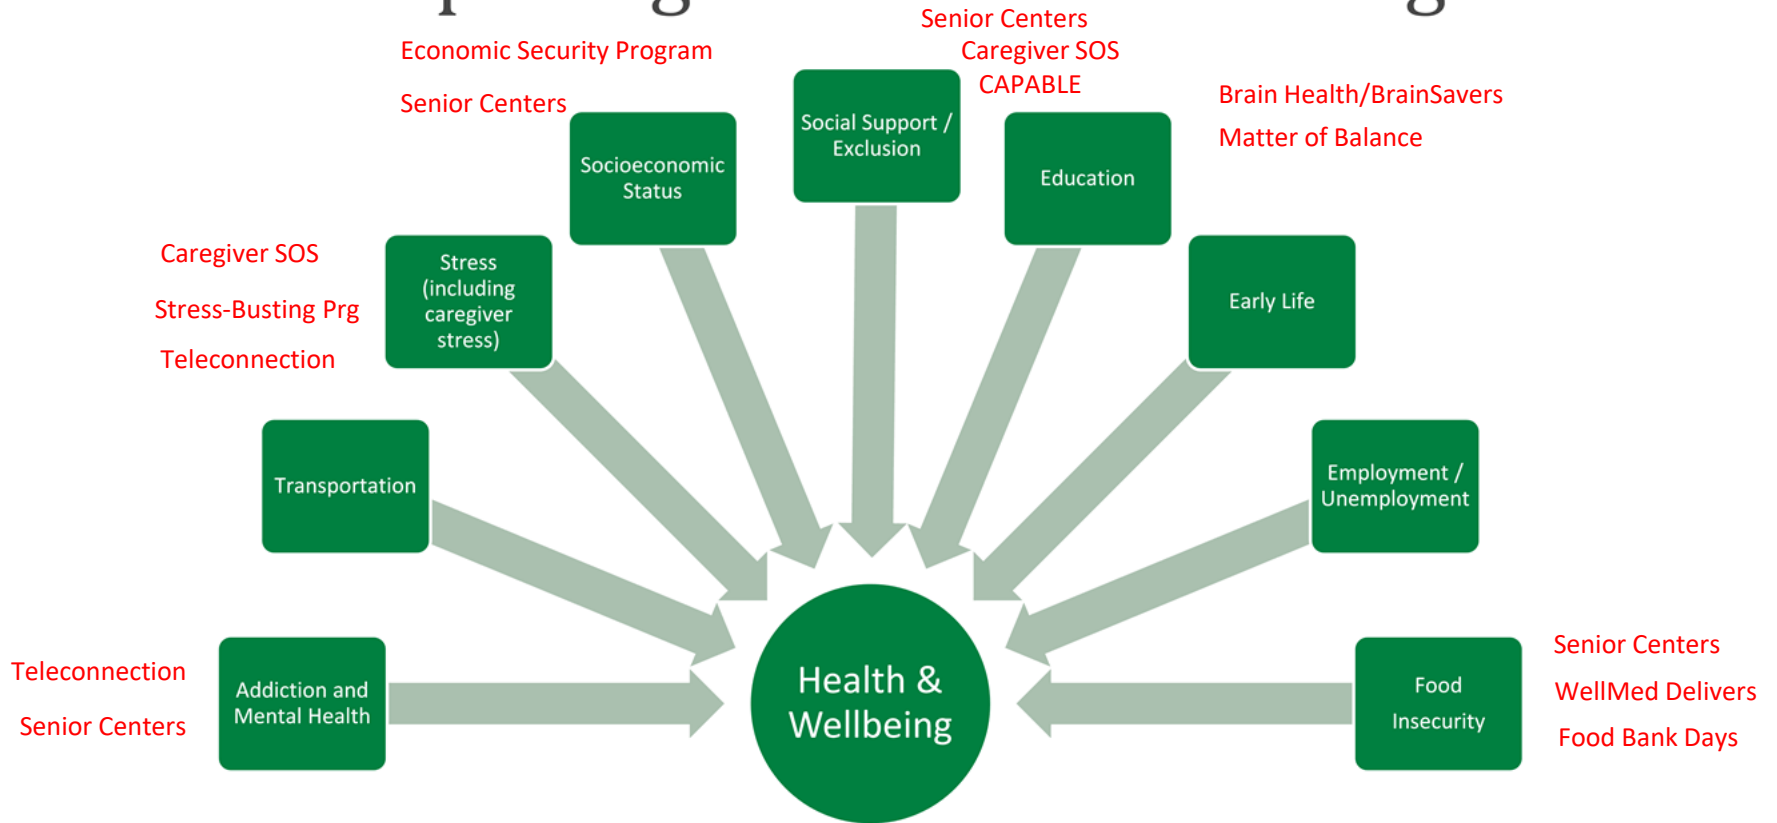 Senior Centers
Economic Security Program
Caregiver SOS
CAPABLE
Senior Centers
Brain Health/BrainSavers
Matter of Balance
Social Support /
Exclusion
Socioeconomic
Status
Education
Caregiver SOS
Stress-Busting Prg
Teleconnection
Stress
(including
caregiver
stress)
Early Life
Transportation
Employment /
Unemployment
Teleconnection
Senior Centers
Addiction and
Mental Health
Health &
Wellbeing
Food
Insecurity
Senior Centers
WellMed Delivers
Food Bank Days